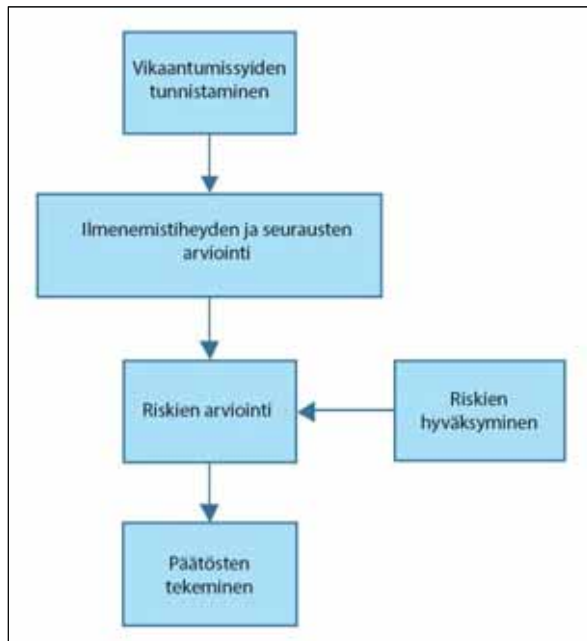 Vikaantumissyiden
tunnistaminen
Ilmenemistiheyden ja seurausten
arviointi
Riskien arviointi
Riskien
hyväksyminen
Päätösten
tekeminen